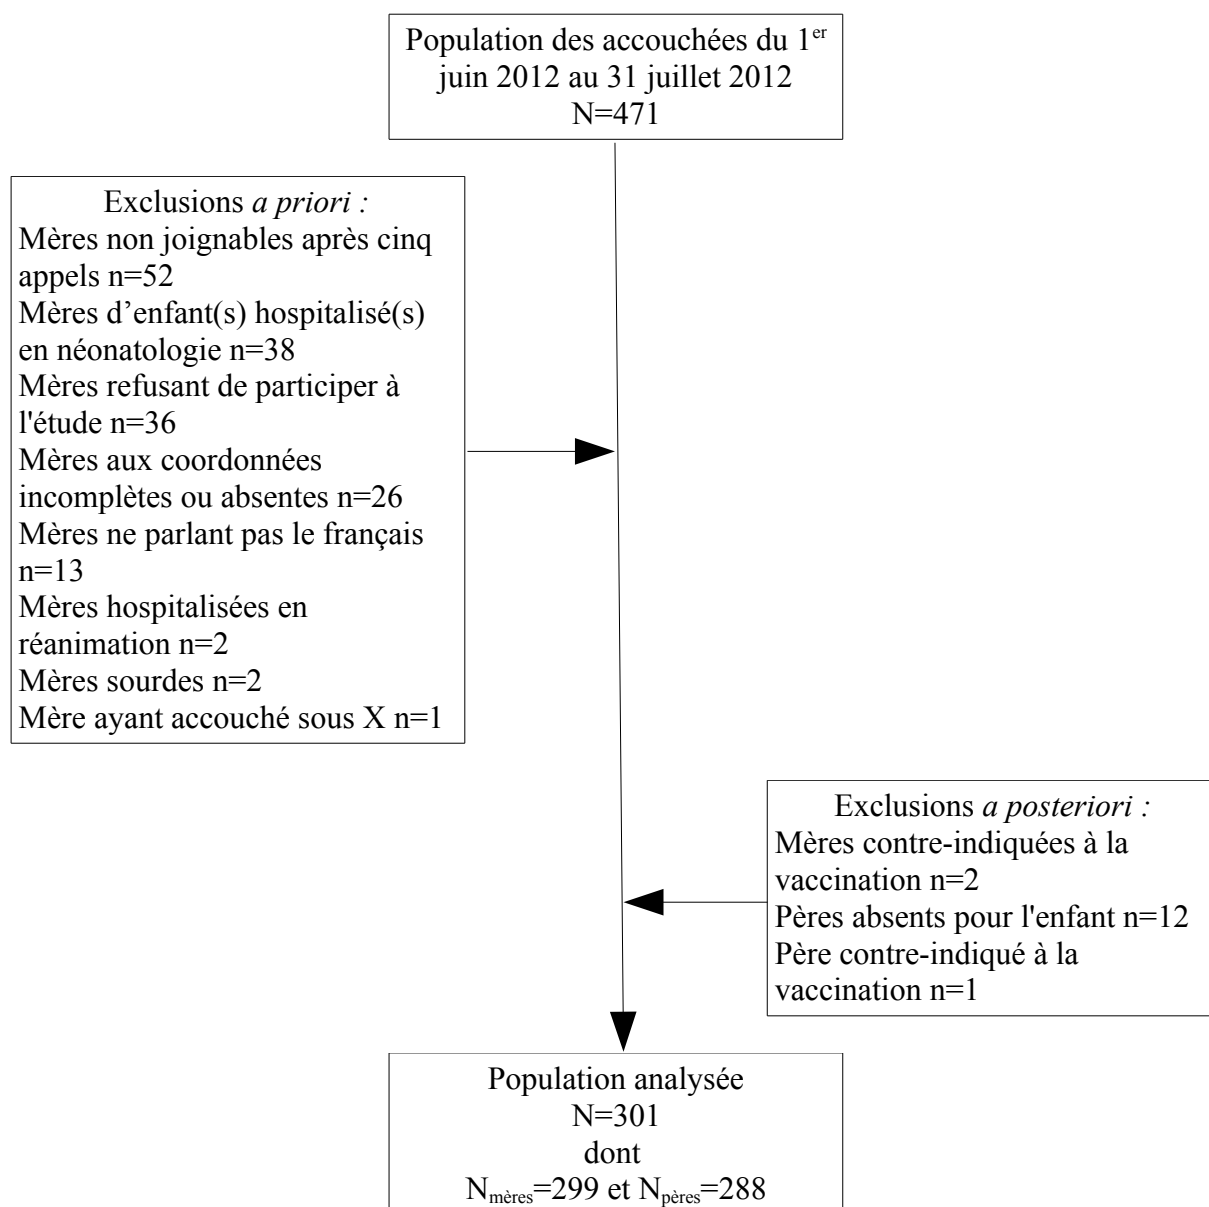 Population des accouchées du 1er
juin 2012 au 31 juillet 2012
N=471
Exclusions a priori :
Mères non joignables après cinq
appels n=52
Mères d’enfant(s) hospitalisé(s)
en néonatologie n=38
Mères refusant de participer à
l'étude n=36
Mères aux coordonnées
incomplètes ou absentes n=26
Mères ne parlant pas le français
n=13
Mères hospitalisées en
réanimation n=2
Mères sourdes n=2
Mère ayant accouché sous X n=1
Exclusions a posteriori :
Mères contre-indiquées à la
vaccination n=2
Pères absents pour l'enfant n=12
Père contre-indiqué à la
vaccination n=1
Population analysée
N=301
dont
Nmères=299 et Npères=288